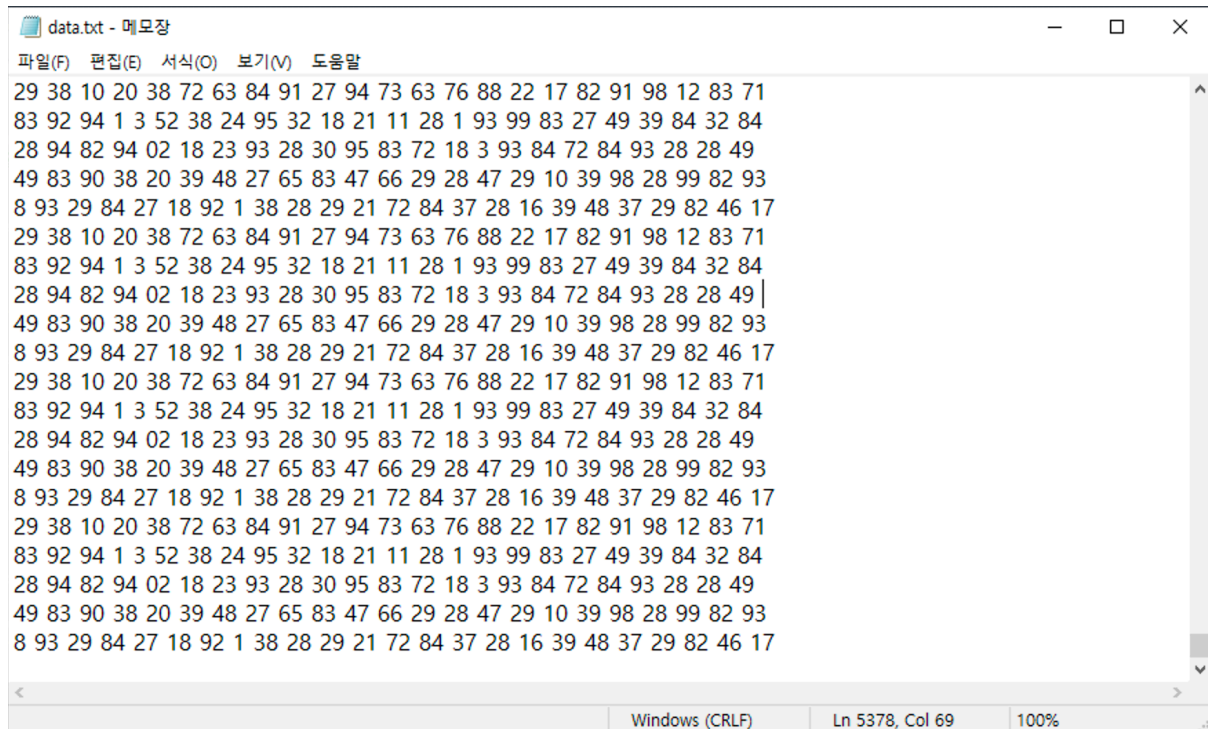 data.txt - 메모장
파일(F) 편집(E) 서식(O) 보기(V) 도움말
29 38 10 20 38 72 63 84 91 27 94 73 63 76 88 22 17 82 91 98 12 83 71
83 92 94 1 3 52 38 24 95 32 18 21 11 28 1 93 99 83 27 49 39 84 32 84
28 94 82 94 02 18 23 93 28 30 95 83 72 18 3 93 84 72 84 93 28 28 49
49 83 90 38 20 39 48 27 65 83 47 66 29 28 47 29 10 39 98 28 99 82 93
8 93 29 84 27 18 92 1 38 28 29 21 72 84 37 28 16 39 48 37 29 82 46 17
29 38 10 20 38 72 63 84 91 27 94 73 63 76 88 22 17 82 91 98 12 83 71
83 92 94 1 3 52 38 24 95 32 18 21 11 28 1 93 99 83 27 49 39 84 32 84
28 94 82 94 02 18 23 93 28 30 95 83 72 18 3 93 84 72 84 93 28 28 49
49 83 90 38 20 39 48 27 65 83 47 66 29 28 47 29 10 39 98 28 99 82 93
8 93 29 84 27 18 92 1 38 28 29 21 72 84 37 28 16 39 48 37 29 82 46 17
29 38 10 20 38 72 63 84 91 27 94 73 63 76 88 22 17 82 91 98 12 83 71
83 92 94 1 3 52 38 24 95 32 18 21 11 28 1 93 99 83 27 49 39 84 32 84
28 94 82 94 02 18 23 93 28 30 95 83 72 18 3 93 84 72 84 93 28 28 49
49 83 90 38 20 39 48 27 65 83 47 66 29 28 47 29 10 39 98 28 99 82 93
8 93 29 84 27 18 92 1 38 28 29 21 72 84 37 28 16 39 48 37 29 82 46 17
29 38 10 20 38 72 63 84 91 27 94 73 63 76 88 22 17 82 91 98 12 83 71
83 92 94 1 3 52 38 24 95 32 18 21 11 28 1 93 99 83 27 49 39 84 32 84
28 94 82 94 02 18 23 93 28 30 95 83 72 18 3 93 84 72 84 93 28 28 49
49 83 90 38 20 39 48 27 65 83 47 66 29 28 47 29 10 39 98 28 99 82 93
8 93 29 84 27 18 92 1 38 28 29 21 72 84 37 28 16 39 48 37 29 82 46 17
Windows (CRLF) Ln 5378, Col 69 100%